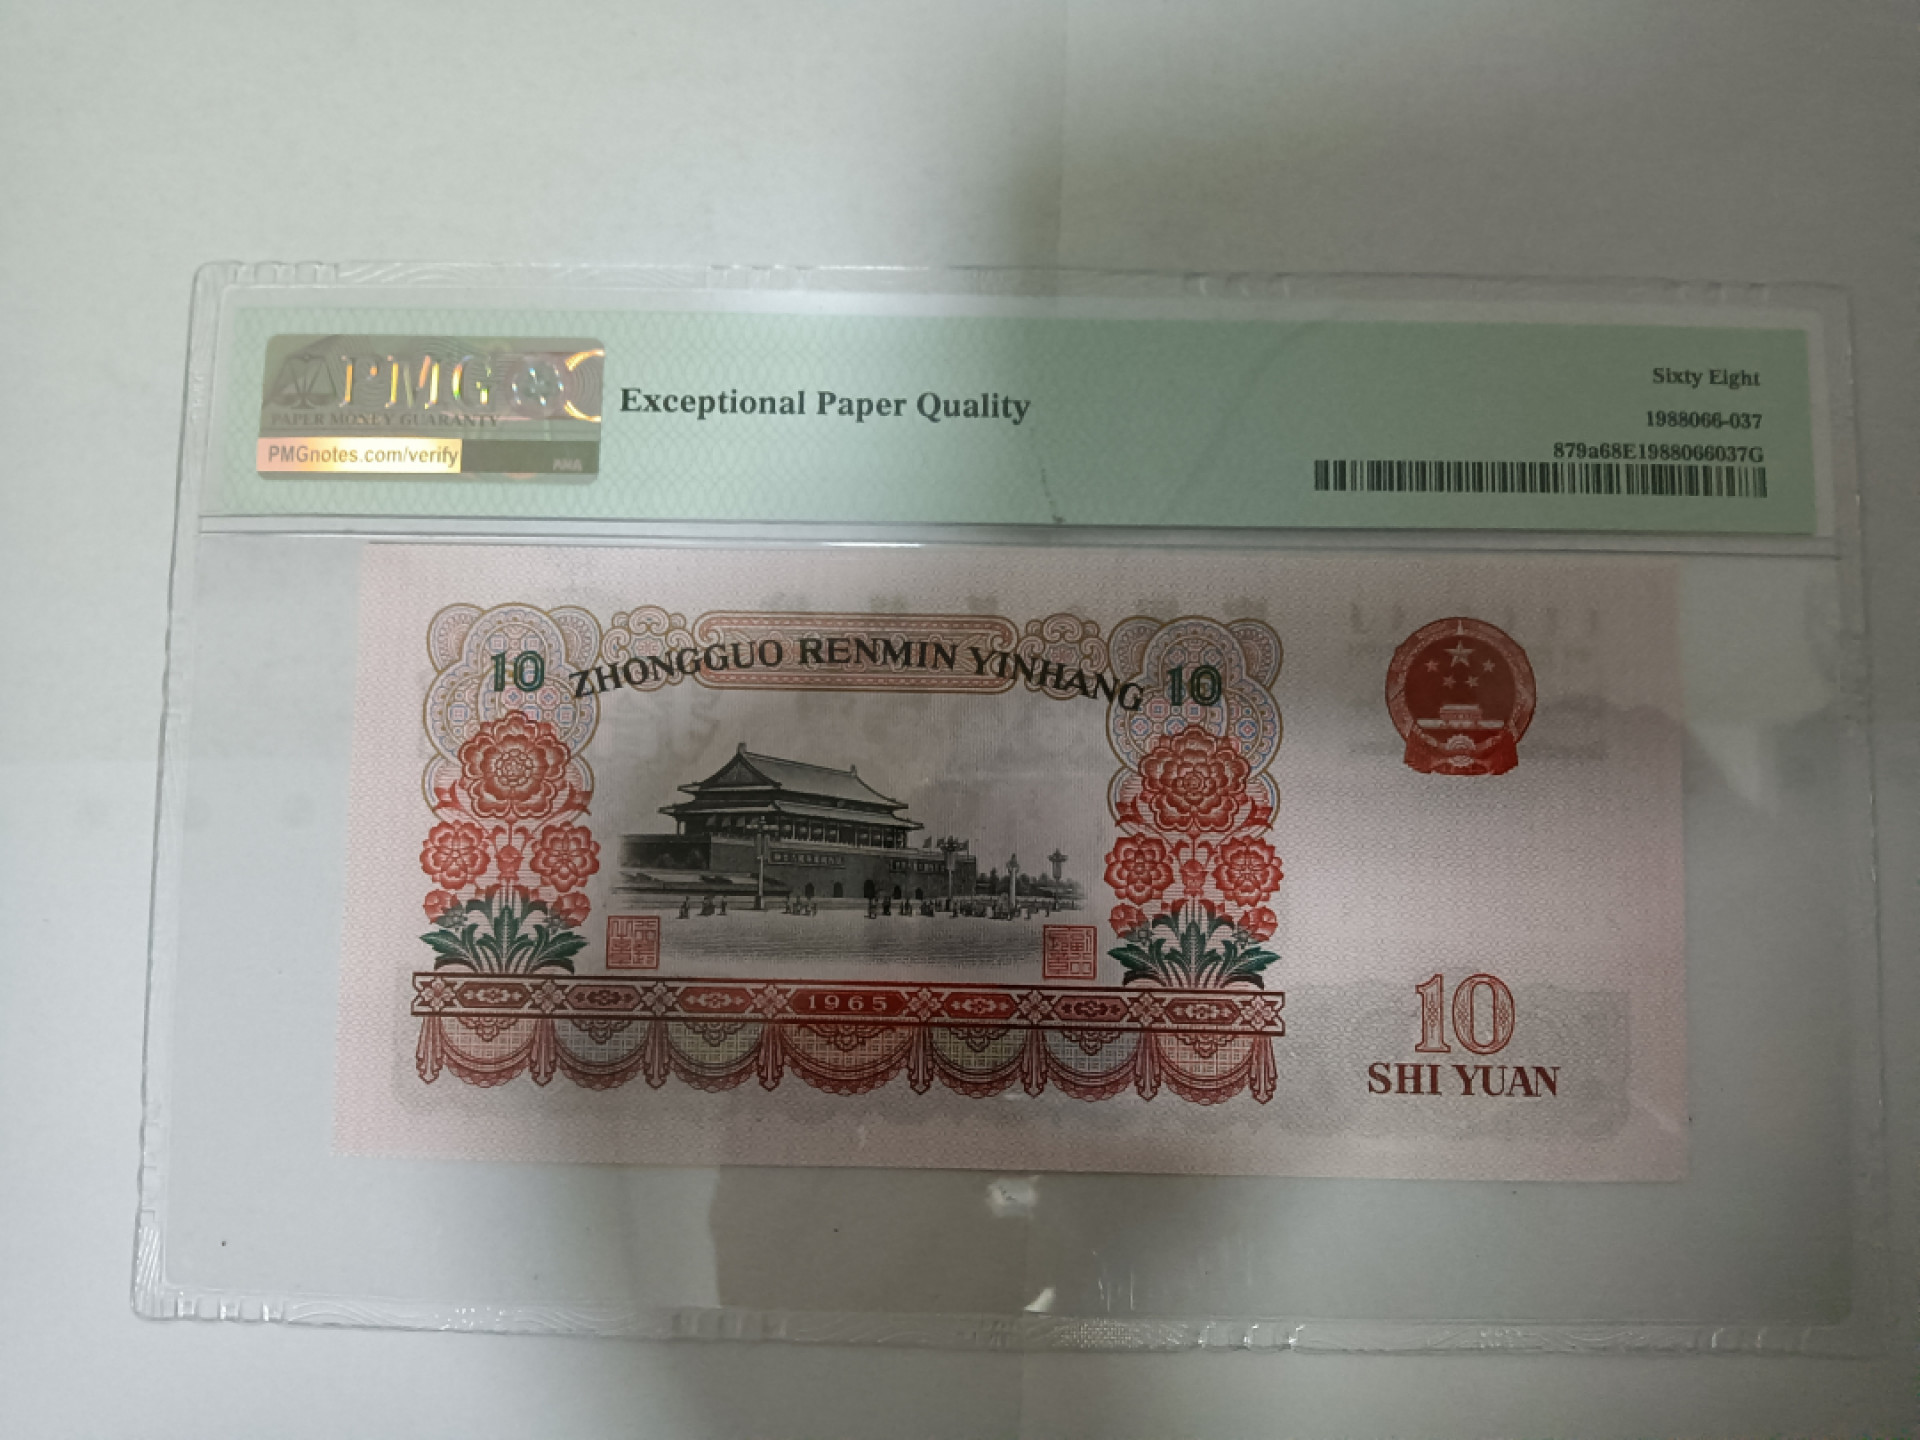 PMG
PAPER MONEY GUARANTY
PMGnotes.com/verify
Exceptional Paper Quality
Sixty Eight
1988066-037
879a68E1988066037G
10 ZHONGGUO RENMIN YINHANG 10
1965
10
SHI YUAN